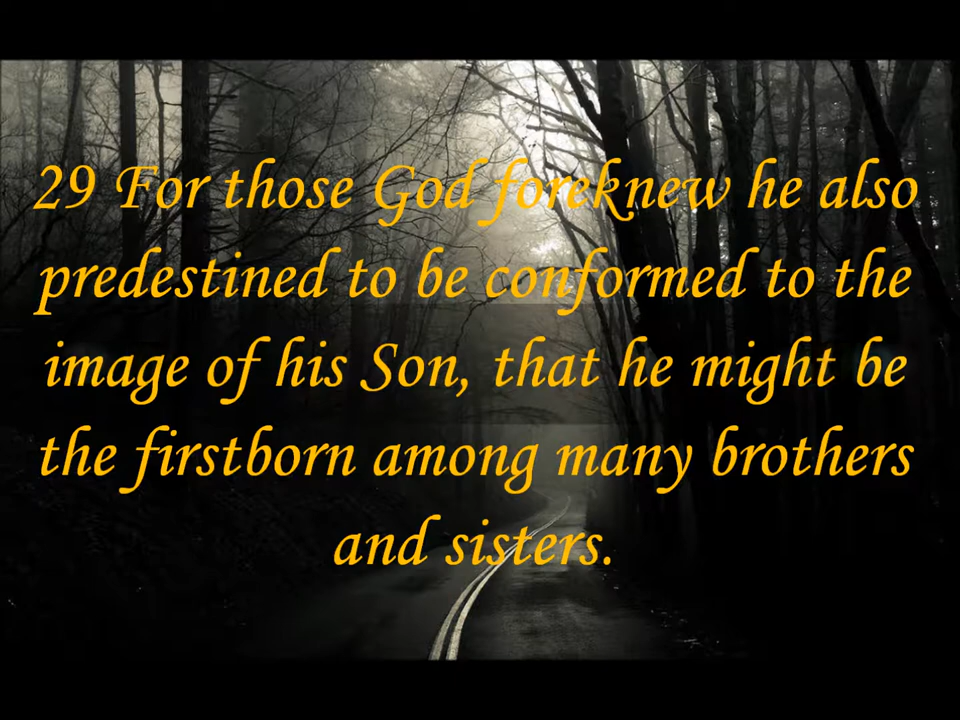 29 For those God foreknew he also
predestined to be conformed to the
image of his Son, that he might be
the firstborn among many brothers
and sisters.